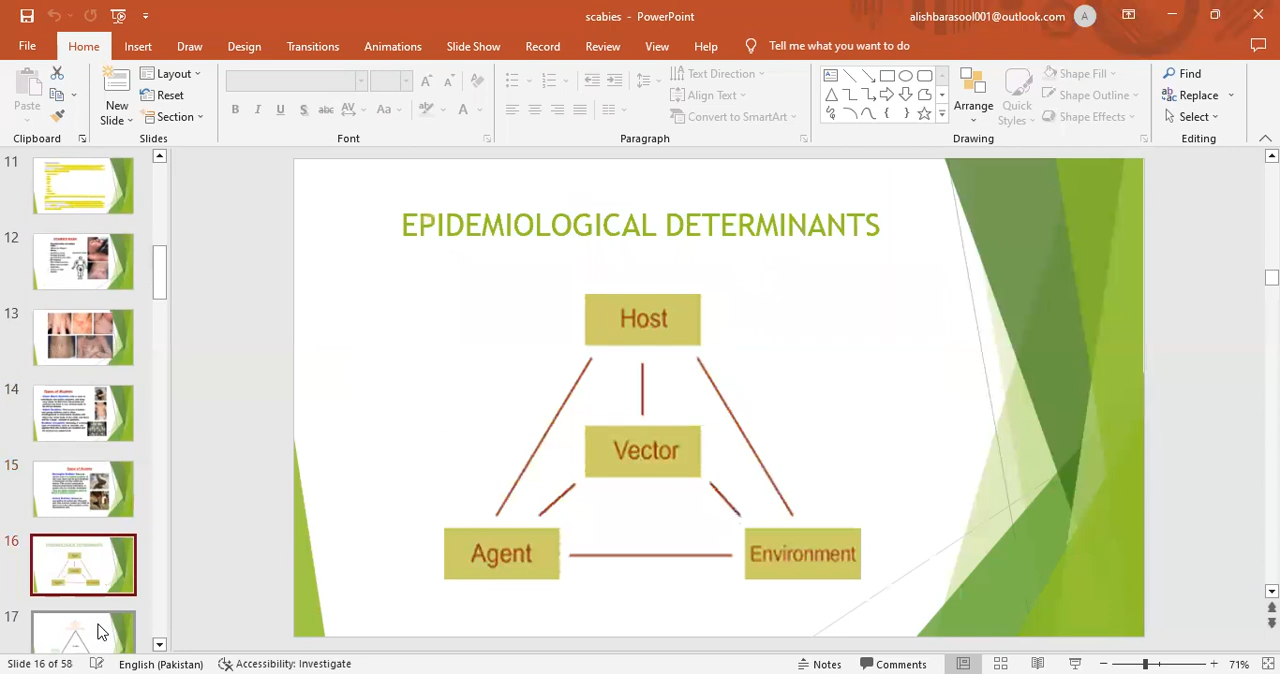 scabies - PowerPoint
alishbarasool001@outlook.com
A
File Home Insert Draw Design Transitions Animations Slide Show Record Review View Help Tell me what you want to do
Paste
Clipboard
New
Slide
Layout
Reset
Section
Slides
B I U S abc AV Aa A
Font
Text Direction
Align Text
Convert to SmartArt
Paragraph
Arrange
Quick
Styles
Shape Fill
Shape Outline
Shape Effects
Drawing
Find
Replace
Select
Editing
11
12
13
14
15
16
17
EPIDEMIOLOGICAL DETERMINANTS
Host
Vector
Agent
Environment
Slide 16 of 58 English (Pakistan) Accessibility: Investigate Notes Comments 71%